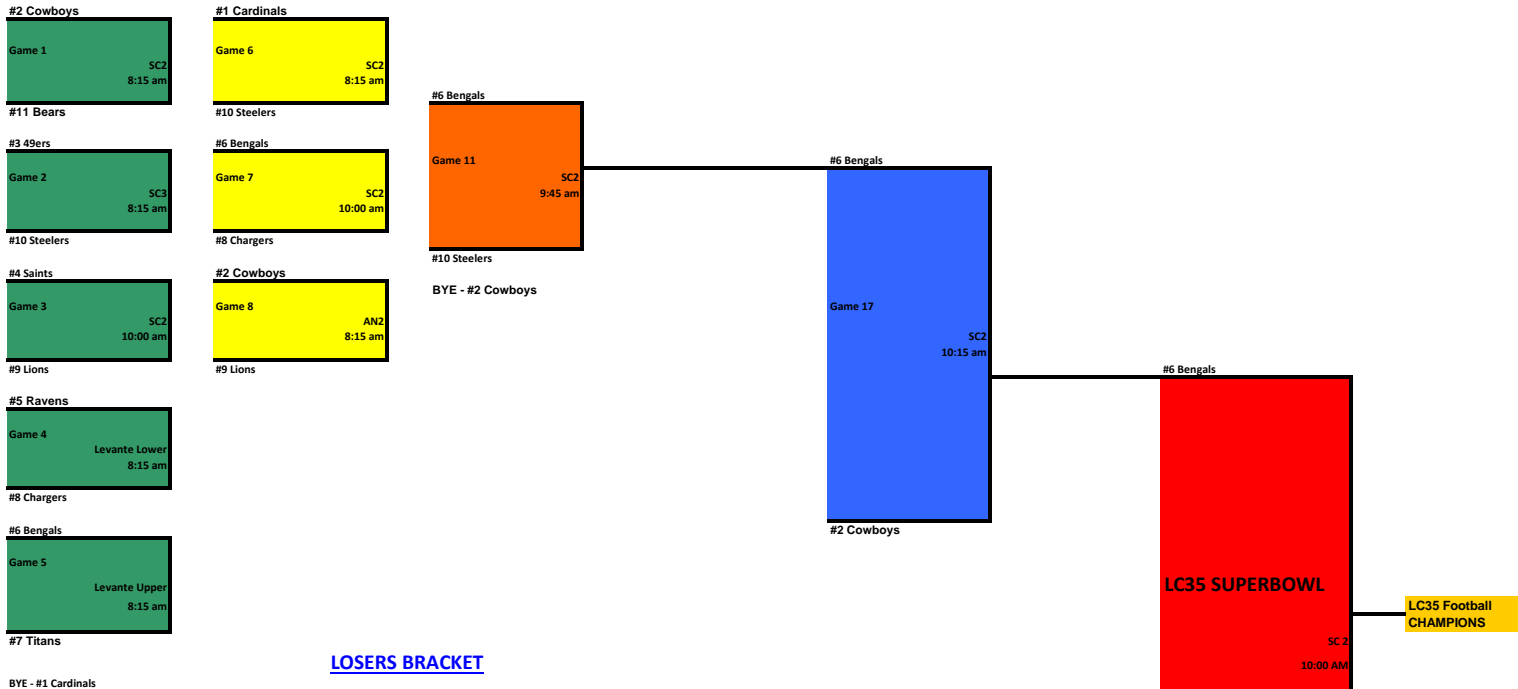 #2 Cowboys
Game 1
SC2
8:15 am
#11 Bears
#3 49ers
Game 2
SC3
8:15 am
#10 Steelers
#4 Saints
Game 3
SC2
10:00 am
#9 Lions
#5 Ravens
Game 4
Levante Lower
8:15 am
#8 Chargers
#6 Bengals
Game 5
Levante Upper
8:15 am
#7 Titans
BYE - #1 Cardinals
#1 Cardinals
Game 6
SC2
8:15 am
#10 Steelers
#6 Bengals
Game 7
SC2
10:00 am
#8 Chargers
#2 Cowboys
Game 8
AN2
8:15 am
#9 Lions
LOSERS BRACKET
#6 Bengals
Game 11
SC2
9:45 am
#10 Steelers
BYE - #2 Cowboys
#6 Bengals
Game 17
SC2
10:15 am
#2 Cowboys
#6 Bengals
LC35 SUPERBOWL
SC 2
10:00 AM
LC35 Football
CHAMPIONS